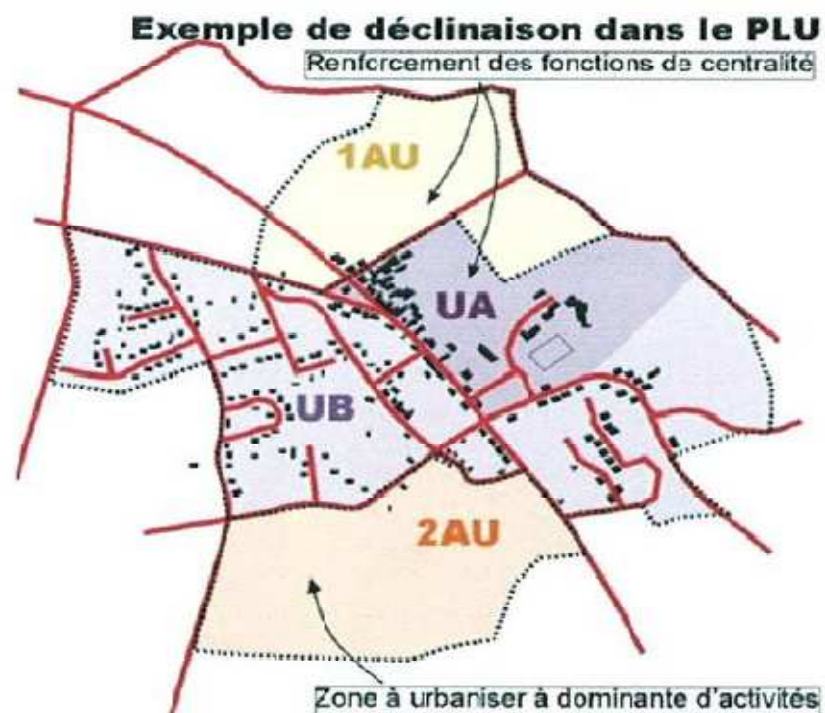 Exemple de déclinaison dans le PLU
Renforcement des fonctions de centralité
1AU
UA
UB
2AU
Zone à urbaniser à dominante d'activités